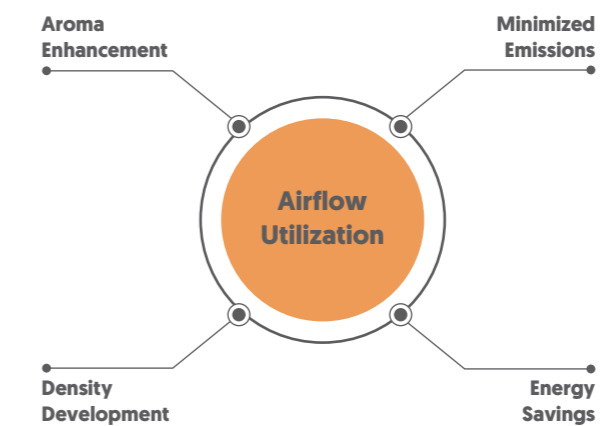 Aroma
Enhancement
Minimized
Emissions
Airflow
Utilization
Density
Development
Energy
Savings